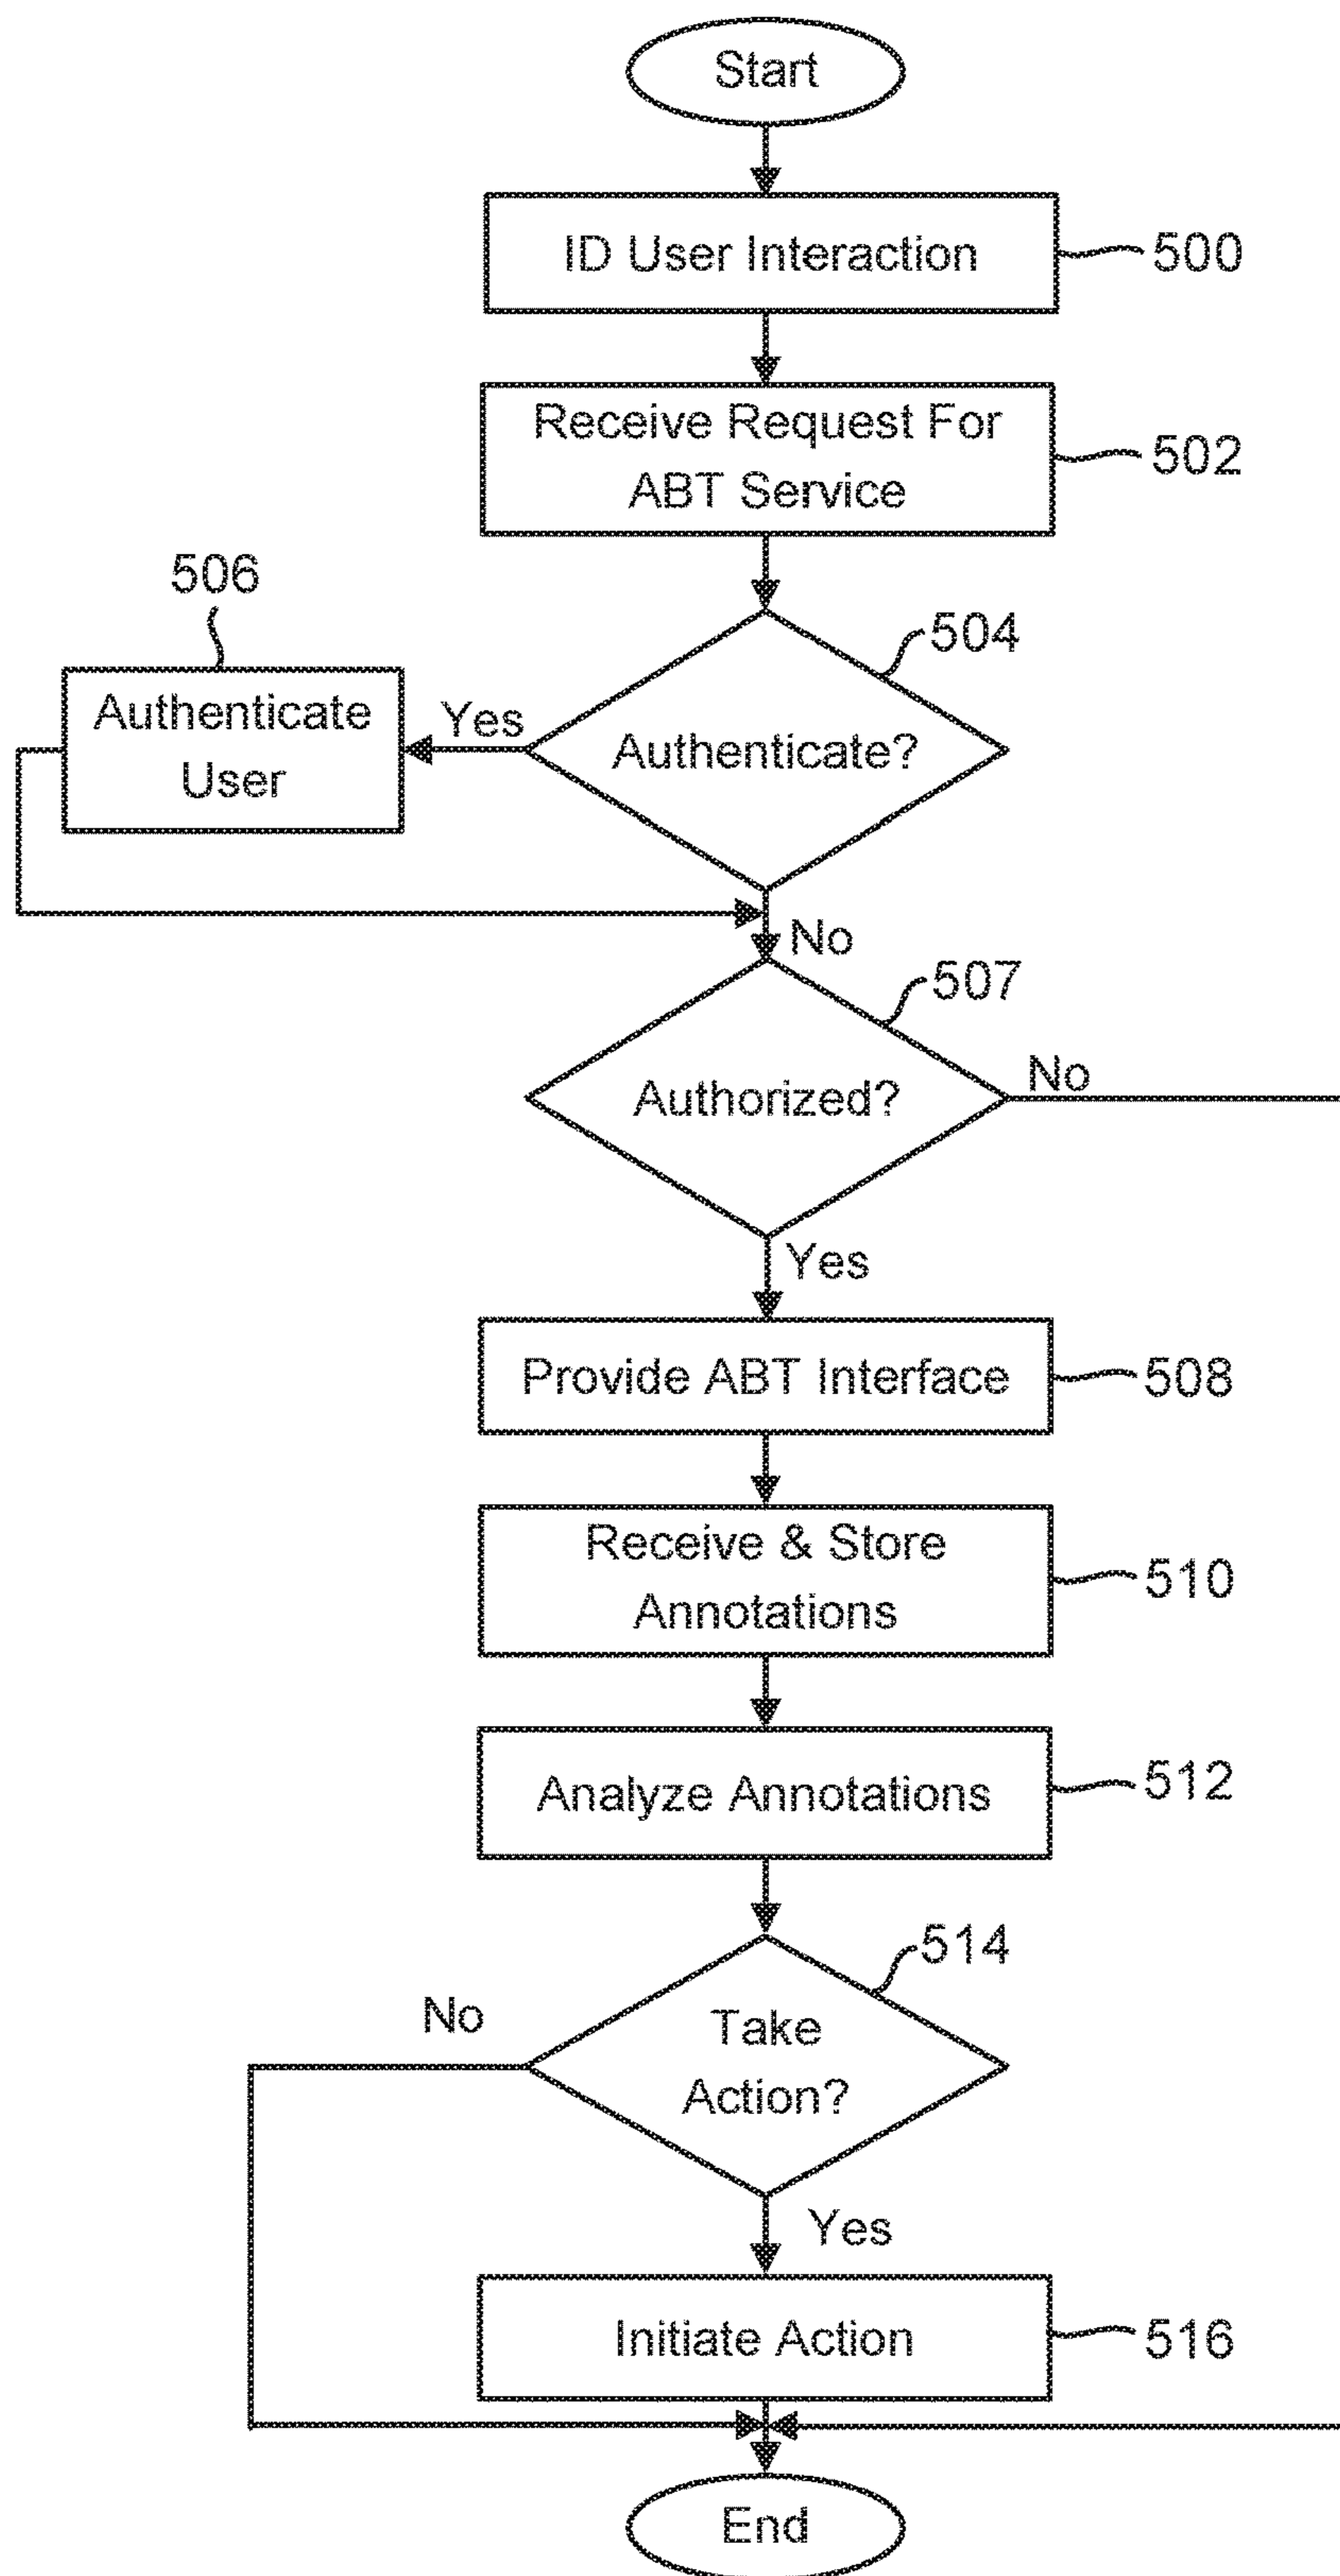 Start
ID User Interaction
500
Receive Request For
ABT Service
502
506
504
Authenticate
User
Yes
Authenticate?
No
507
Authorized?
No
Yes
Provide ABT Interface
508
Receive & Store
Annotations
510
Analyze Annotations
512
514
No
Take
Action?
Yes
Initiate Action
516
End